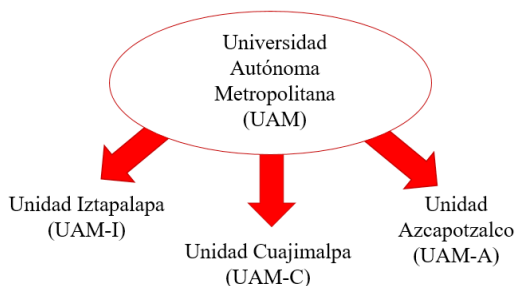 Universidad
Autónoma
Metropolitana
(UAM)
Unidad Iztapalapa
(UAM-I)
Unidad Cuajimalpa
(UAM-C)
Unidad
Azcapotzalco
(UAM-A)